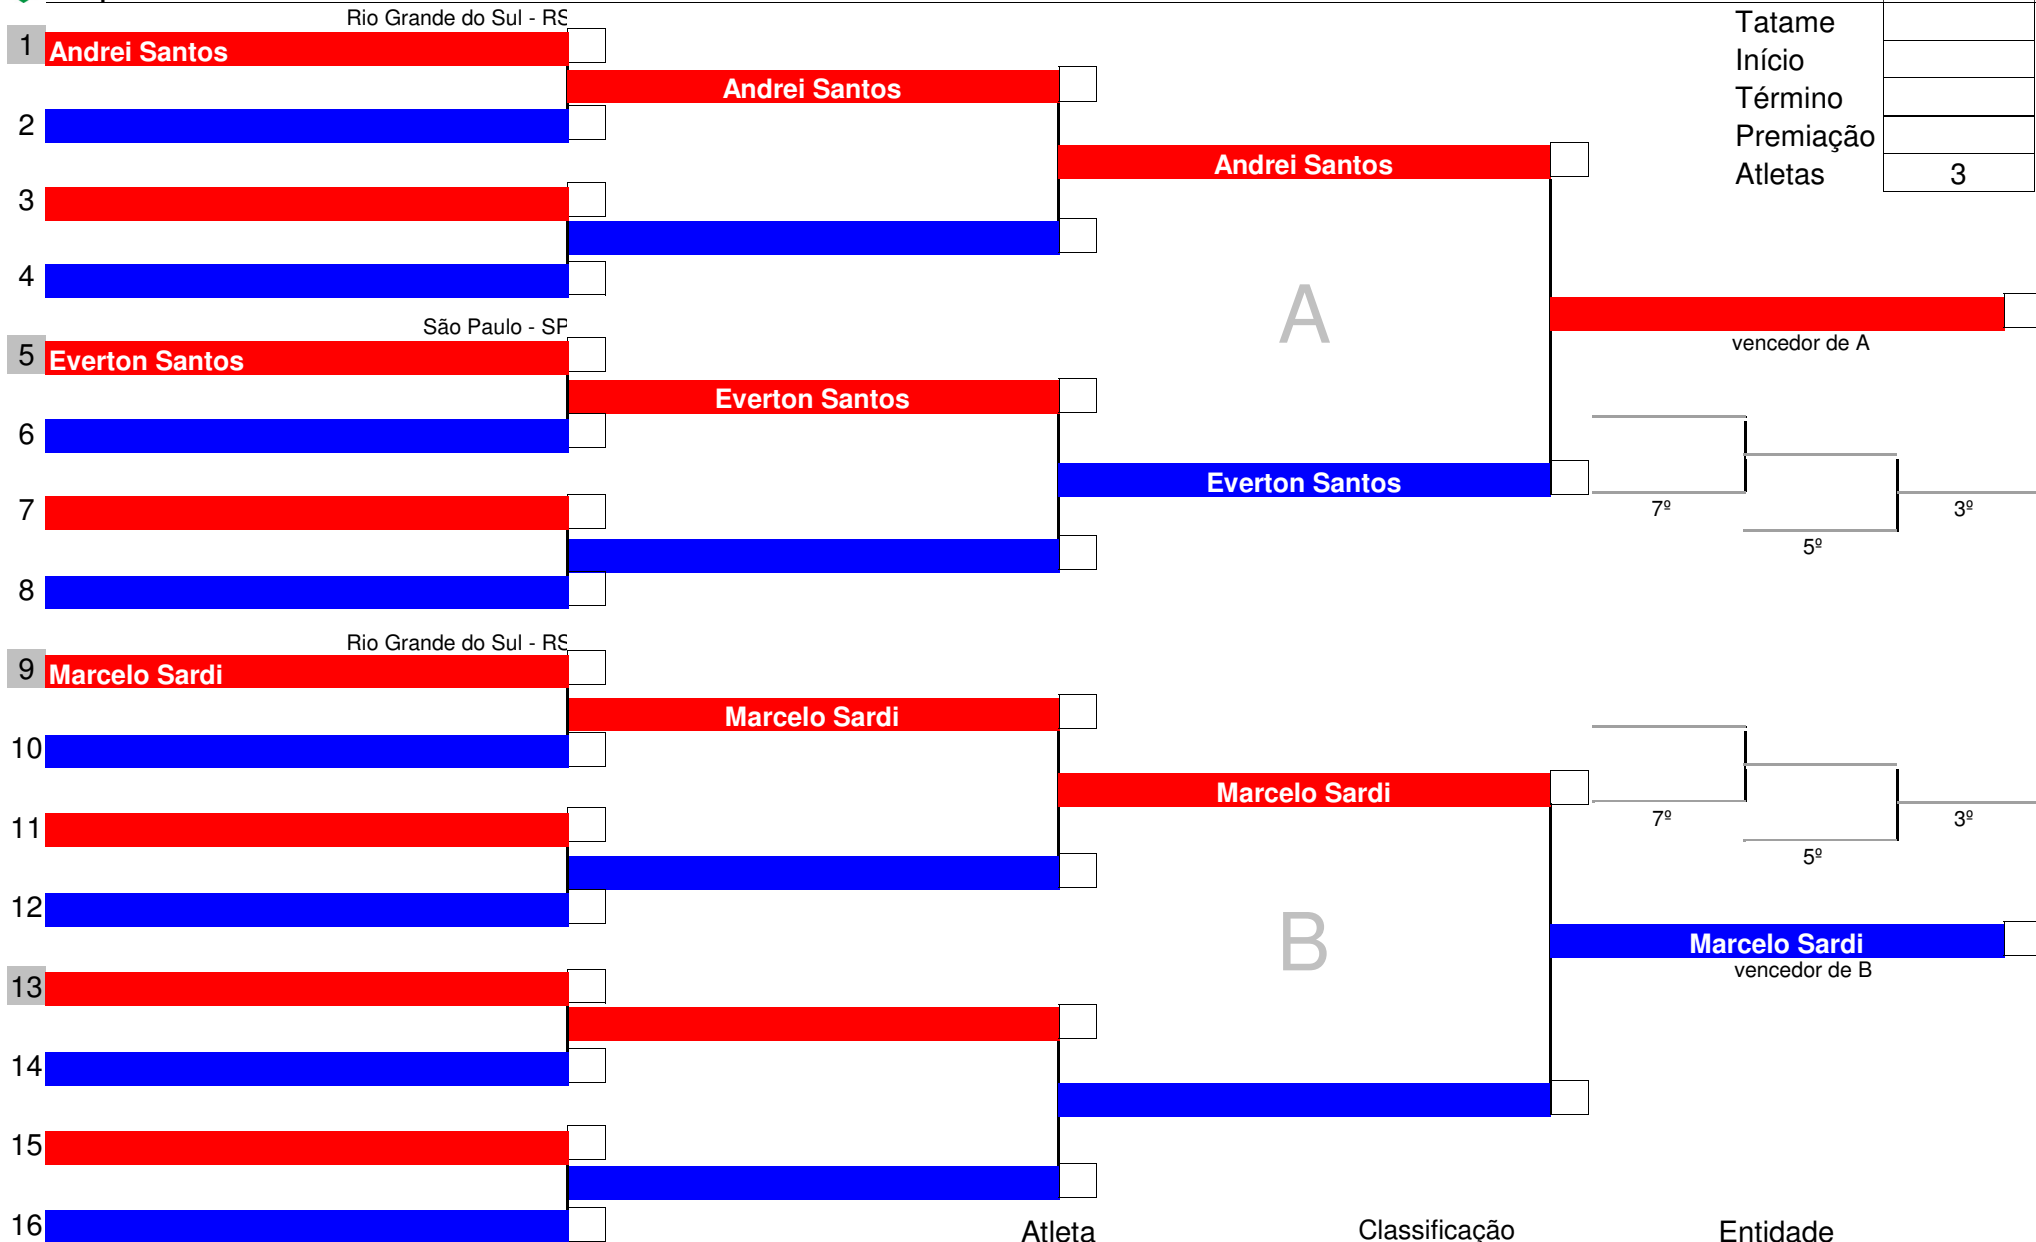 Rio Grande do Sul - RS
Tatame
1 Andrei Santos
Início
Andrei Santos
Término
2
Premiação
Andrei Santos
Atletas 3
3
4
A
São Paulo - SP
vencedor de A
5 Everton Santos
Everton Santos
6
Everton Santos
7
7º 3º
5º
8
Rio Grande do Sul - RS
9 Marcelo Sardi
Marcelo Sardi
10
Marcelo Sardi
11
7º 3º
5º
12
B
Marcelo Sardi
vencedor de B
13
14
15
16
Atleta Classificação Entidade